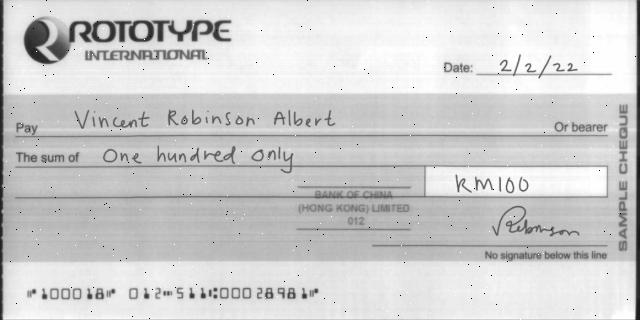 ROTOTYPE
INTERNATIONAL
Date: 2/2/22
Pay Vincent Robinson Albert Or bearer
The sum of One hundred only
RM100
BANK OF CHINA
(HONG KONG) LIMITED
012
Robinson
No signature below this line
SAMPLE CHEQUE
⑈100018⑈ 012⑉511⑆00028981⑈